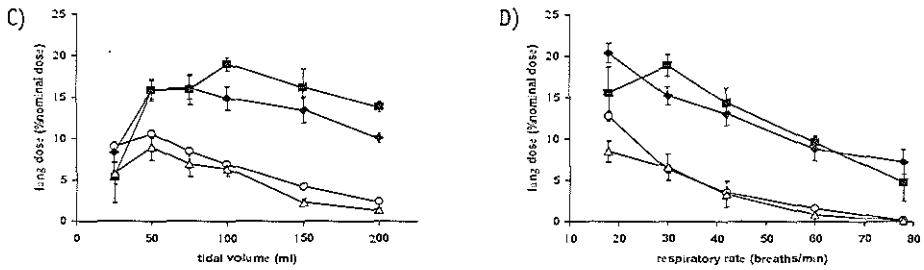 C)
25
20
15
10
5
0
lung dose (%nominal dose)
0 50 100 150 200
tidal volume (ml)
D)
25
20
15
10
5
0
lung dose (%nominal dose)
10 20 30 40 50 60 70 80
respiratory rate (breaths/min)